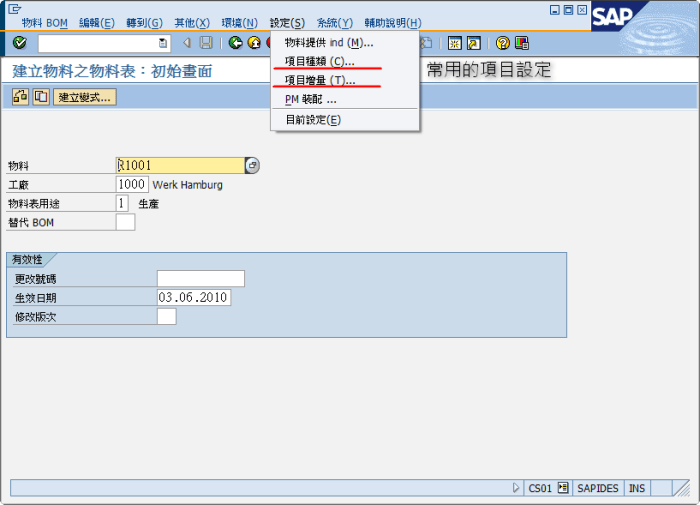 物料 BOM 編輯(E) 轉到(G) 其他(X) 環境(N) 設定(S) 系統(Y) 輔助說明(H)
SAP
物料提供 ind (M)...
項目種類 (C)...
項目增量 (T)...
PM 裝配 ...
目前設定(E)
常用的項目設定
建立物料之物料表：初始畫面
建立變式...
物料 R1001
工廠 1000 Werk Hamburg
物料表用途 1 生產
替代 BOM
有效性
更改號碼
生效日期 03.06.2010
修改版次
CS01 SAPIDES INS